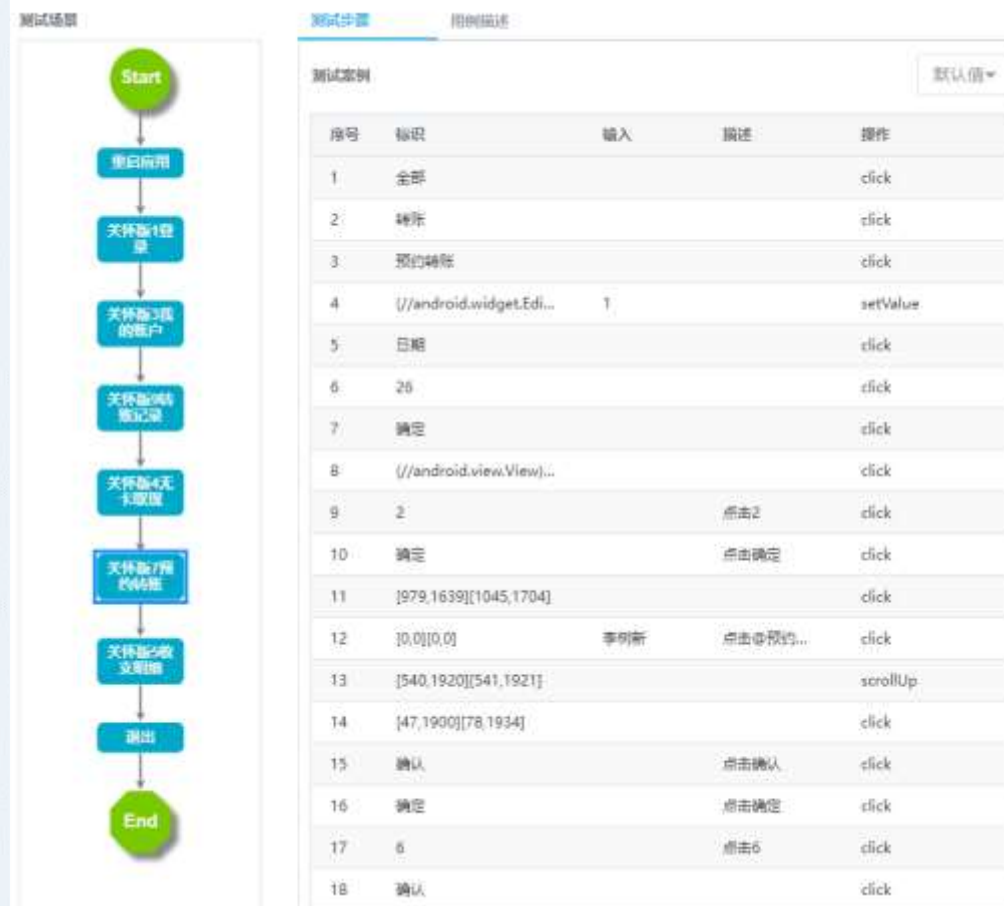 测试场景
Start
重启应用
关怀版1登
录
关怀版3我
的账户
关怀版9转
账记录
关怀版4无
卡取现
关怀版7预
约转账
关怀版5收
支明细
退出
End
测试步骤 用例描述
测试案例 默认值
序号 标识 输入 描述 操作
1 全部 click
2 转账 click
3 预约转账 click
4 (//android.widget.Edi... 1 setValue
5 日期 click
6 26 click
7 确定 click
8 (//android.view.View)... click
9 2 点击2 click
10 确定 点击确定 click
11 [979,1639][1045,1704] click
12 [0,0][0,0] 李树新 点击@预约... click
13 [540,1920][541,1921] scrollUp
14 [47,1900][78,1934] click
15 确认 点击确认 click
16 确定 点击确定 click
17 6 点击6 click
18 确认 click